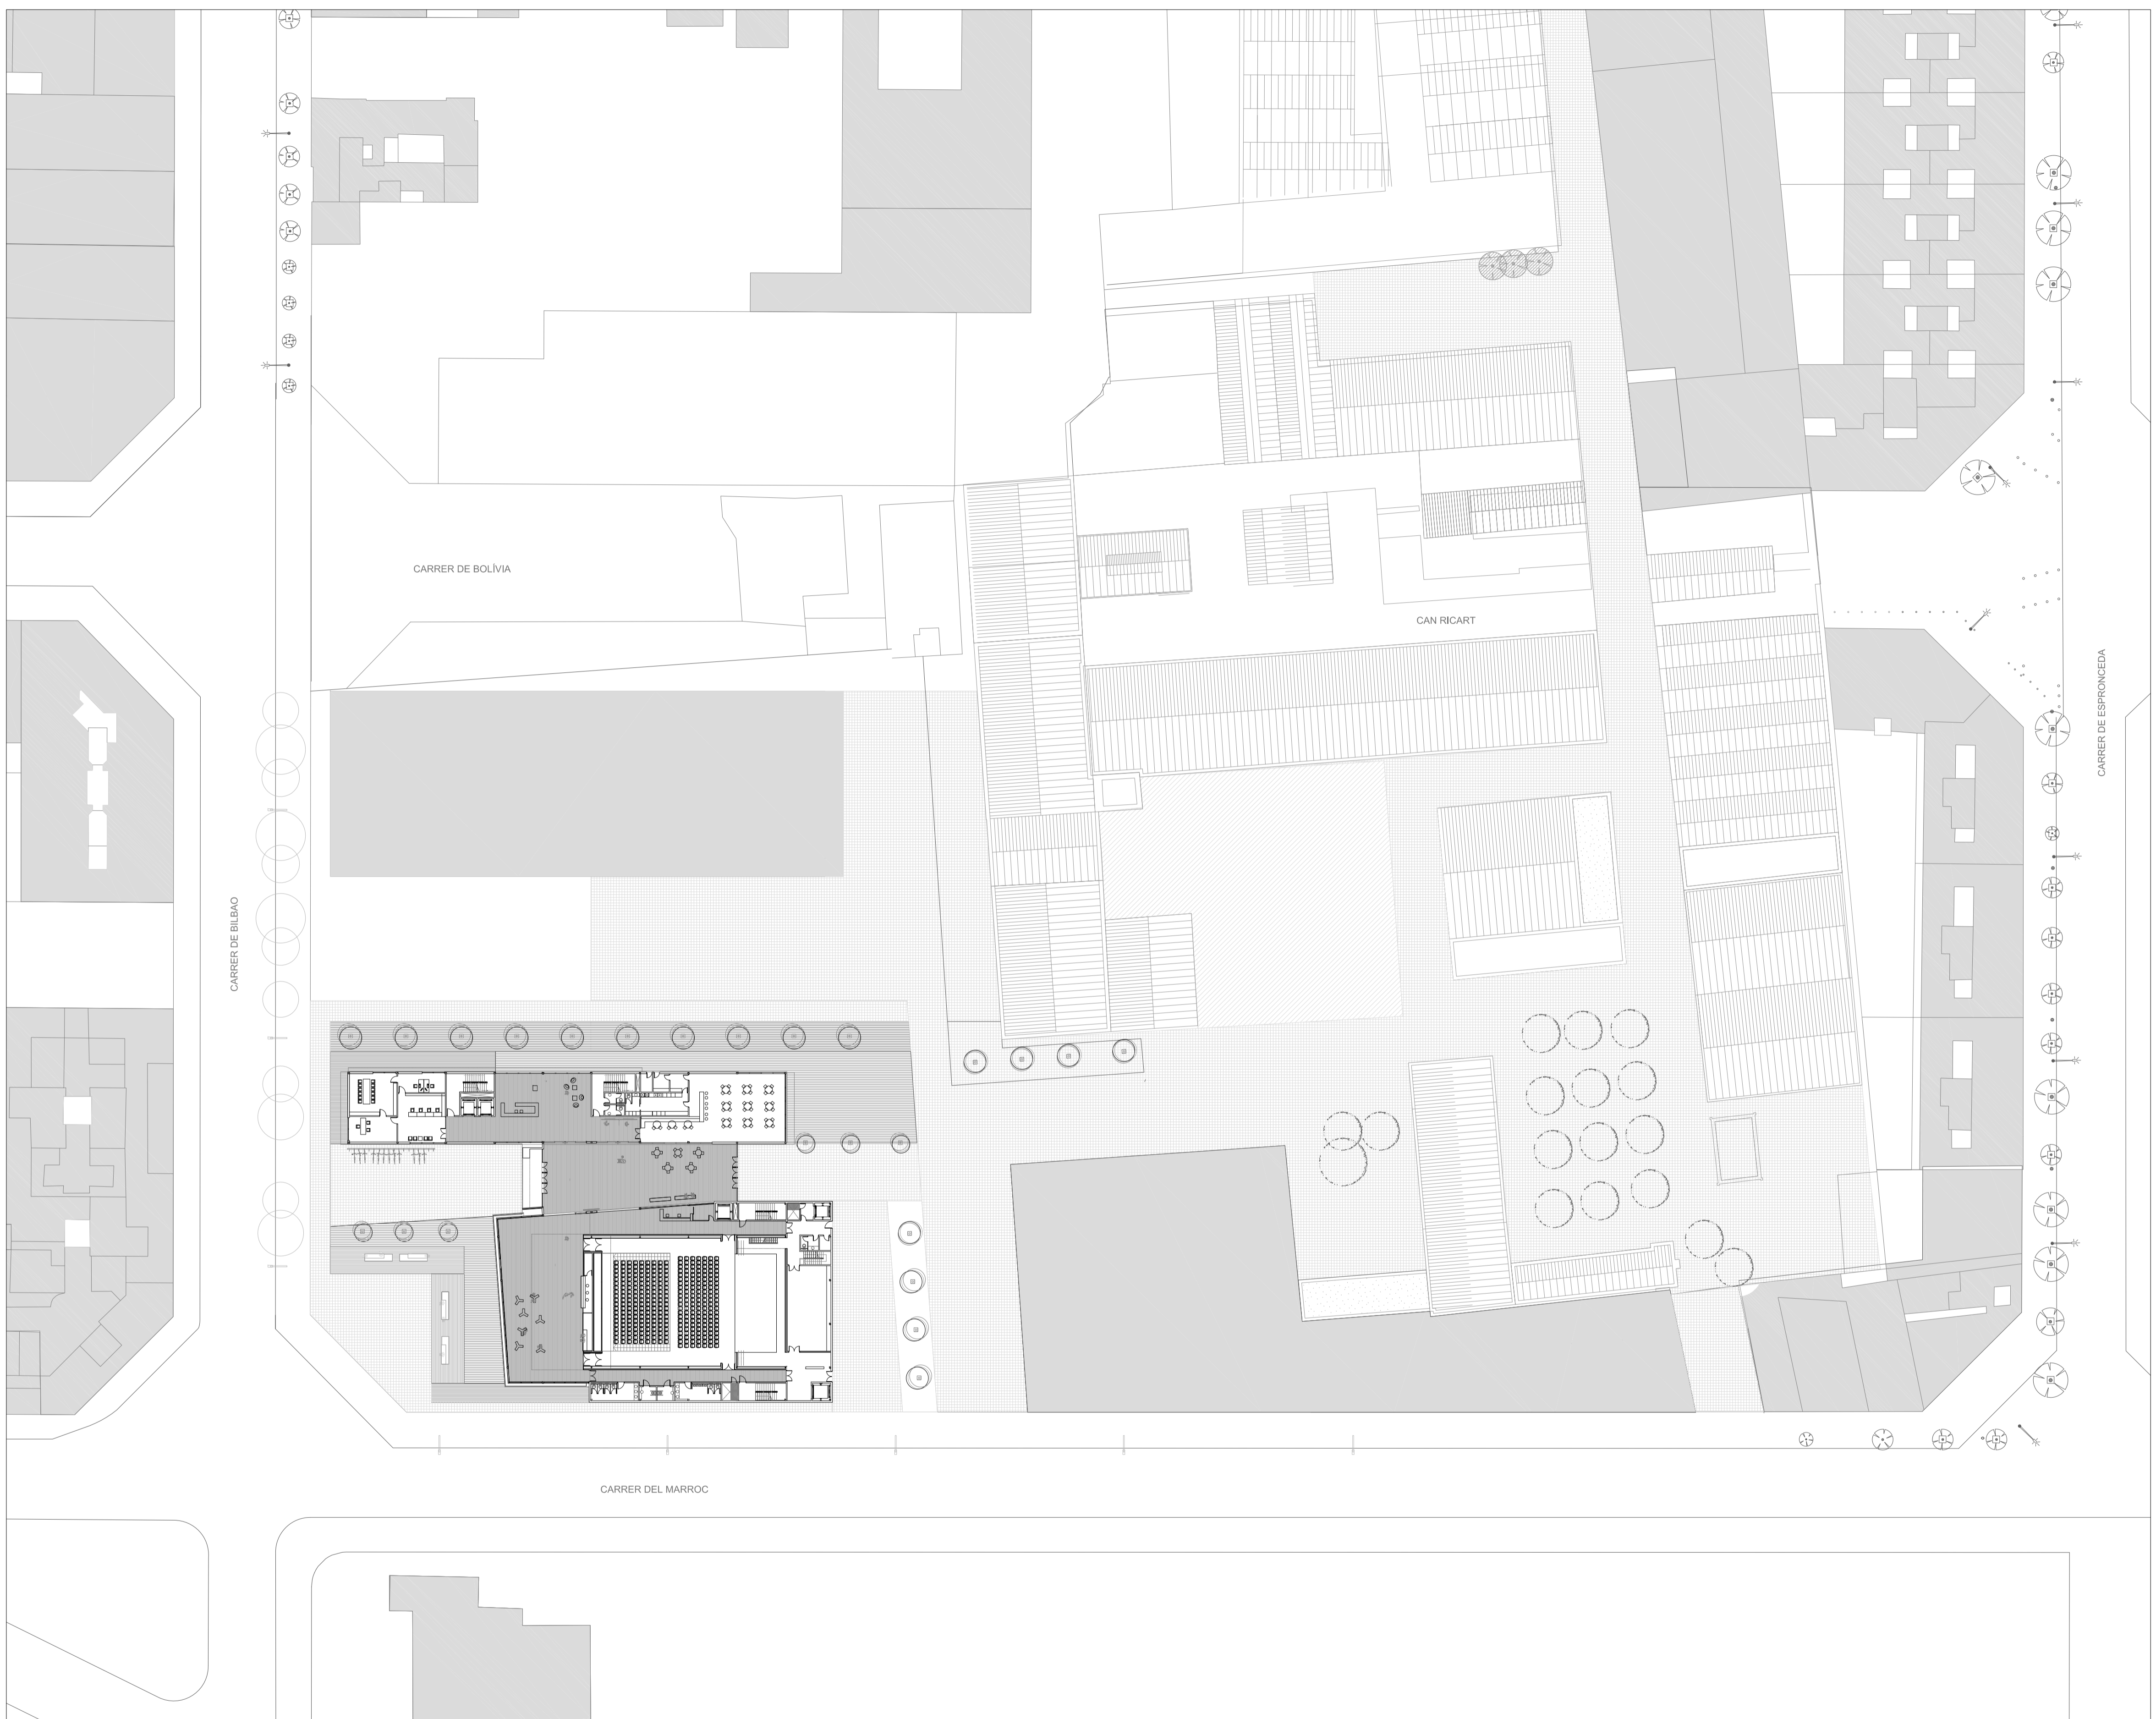 CARRER DE BOLÍVIA
CAN RICART
CARRER DE ESPRONCEDA
CARRER DE BILBAO
CARRER DEL MARROC